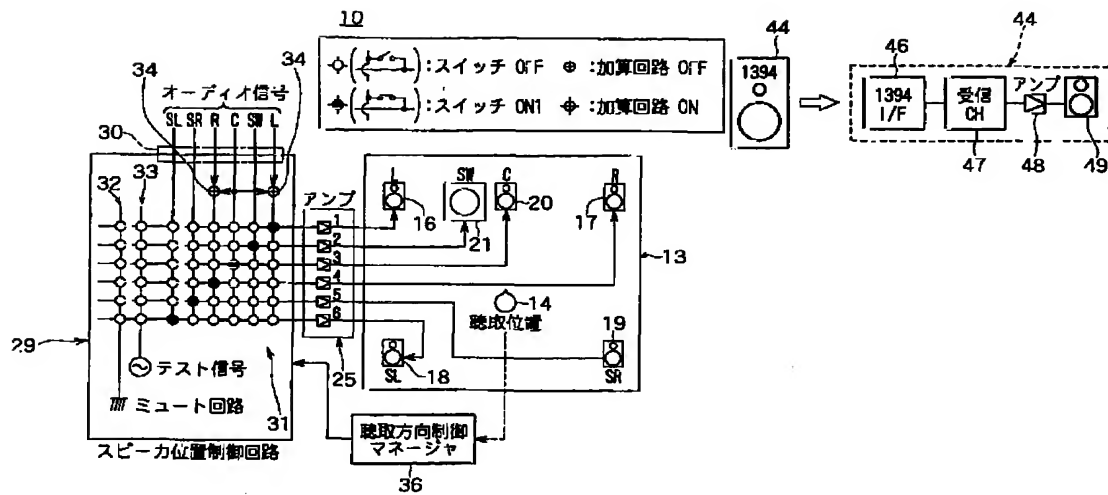 10
:スイッチ OFF
:加算回路 OFF
:スイッチ ON1
:加算回路 ON
44
1394
44
46
1394
I/F
受信
CH
アンプ
47
48
49
34
34
オーディオ信号
SL SR R C SW L
30
32
33
アンプ
1
2
3
4
5
6
25
L
16
SW
21
C
20
R
17
13
14
聴取位置
SL
18
19
SR
29
テスト信号
ミュート回路
31
スピーカ位置制御回路
聴取方向制御
マネージャ
36